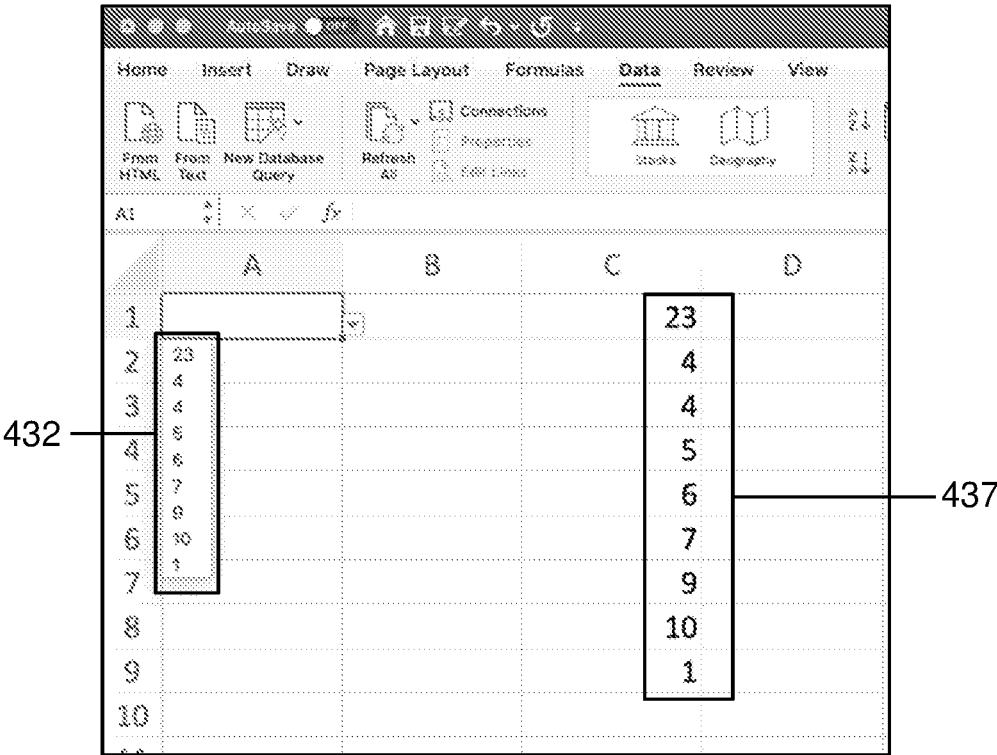 AutoSave
Home Insert Draw Page Layout Formulas Data Review View
From HTML
From Text
New Database Query
Refresh All
Connections
Properties
Edit Links
Stocks
Geography
A1 fx
A B C D
1 23
2 4
3 4
4 5
5 6
6 7
7 9
8 10
9 1
10
23
4
4
6
7
9
10
1
432
437